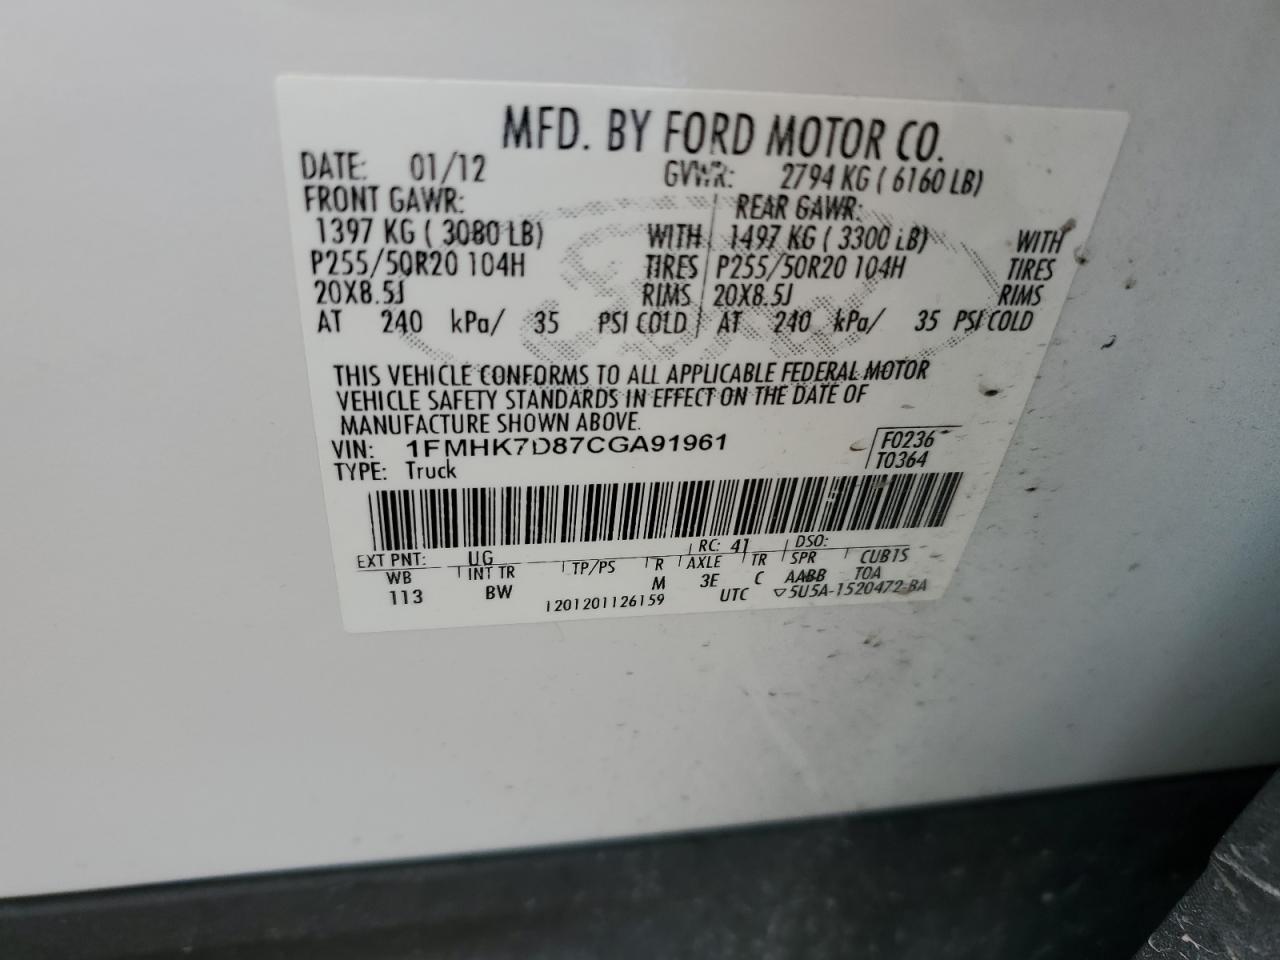 MFD. BY FORD MOTOR CO.
DATE: 01/12 GVWR: 2794 KG ( 6160 LB)
FRONT GAWR: REAR GAWR:
1397 KG ( 3080 LB) WITH 1497 KG ( 3300 LB) WITH
P255/50R20 104H TIRES P255/50R20 104H TIRES
20X8.5J RIMS 20X8.5J RIMS
AT 240 kPa/ 35 PSI COLD AT 240 kPa/ 35 PSI COLD
THIS VEHICLE CONFORMS TO ALL APPLICABLE FEDERAL MOTOR
VEHICLE SAFETY STANDARDS IN EFFECT ON THE DATE OF
MANUFACTURE SHOWN ABOVE.
VIN: 1FMHK7D87CGA91961 F0236
TYPE: Truck T0364
EXT PNT: UG RC: 41 DSO:
WB INT TR TP/PS R AXLE TR SPR CUB15
113 BW M 3E C AABB TOA
1201201126159 UTC ▽5U5A-1520472-BA